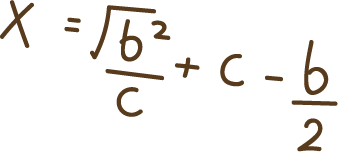 x = √b² / c + c - b / 2